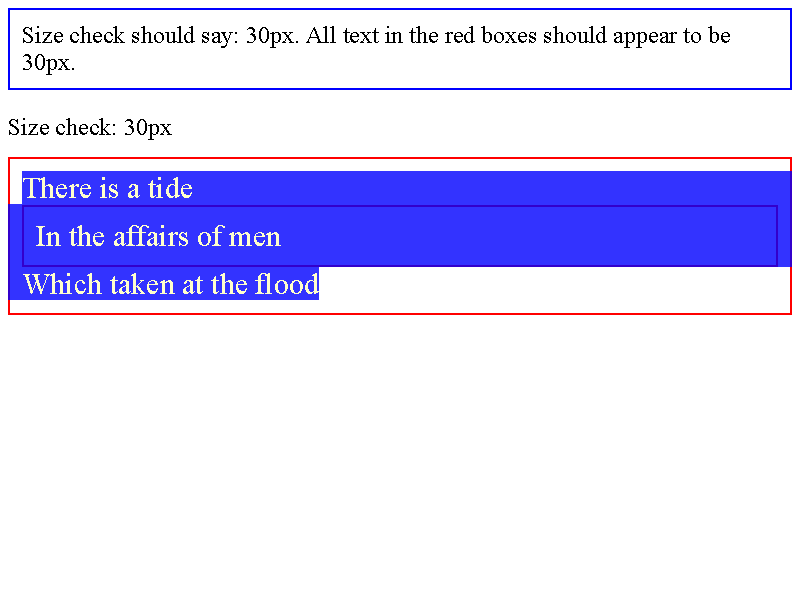 Size check should say: 30px. All text in the red boxes should appear to be
30px.
Size check: 30px
There is a tide
In the affairs of men
Which taken at the flood